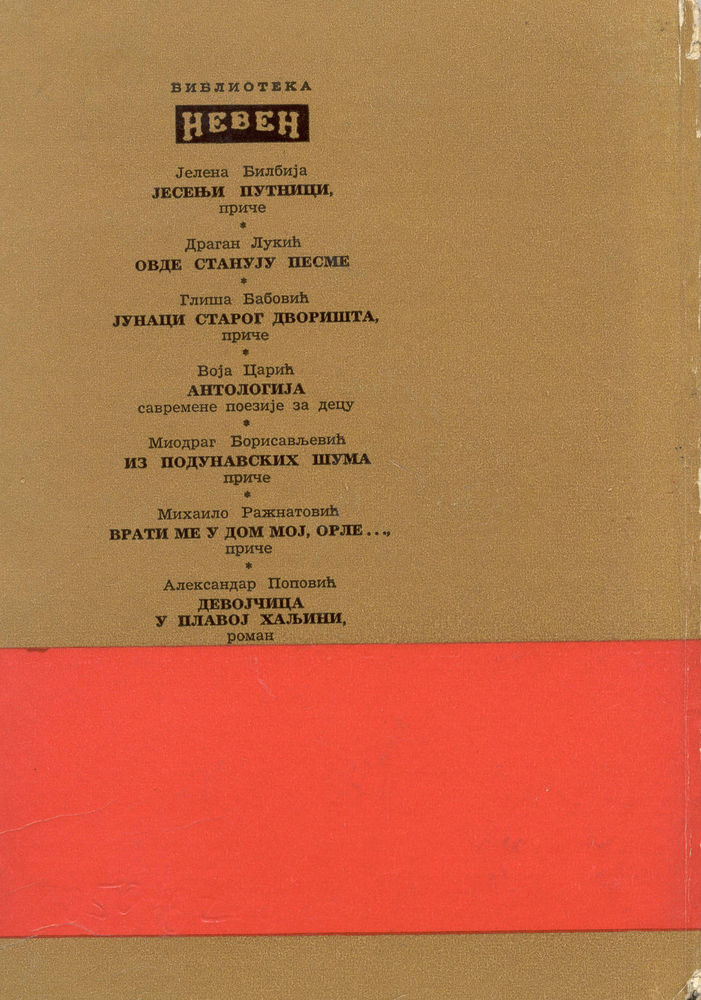 БИБЛИОТЕКА
НЕВЕН
Јелена Билбија
ЈЕСЕЊИ ПУТНИЦИ,
приче
*
Драган Лукић
ОВДЕ СТАНУЈУ ПЕСМЕ
*
Глиша Бабовић
ЈУНАЦИ СТАРОГ ДВОРИШТА,
приче
*
Воја Царић
АНТОЛОГИЈА
савремене поезије за децу
*
Миодраг Борисављевић
ИЗ ПОДУНАВСКИХ ШУМА
приче
*
Михаило Ражнатовић
ВРАТИ МЕ У ДОМ МОЈ, ОРЛЕ...,
приче
*
Александар Поповић
ДЕВОЈЧИЦА
У ПЛАВОЈ ХАЉИНИ,
роман